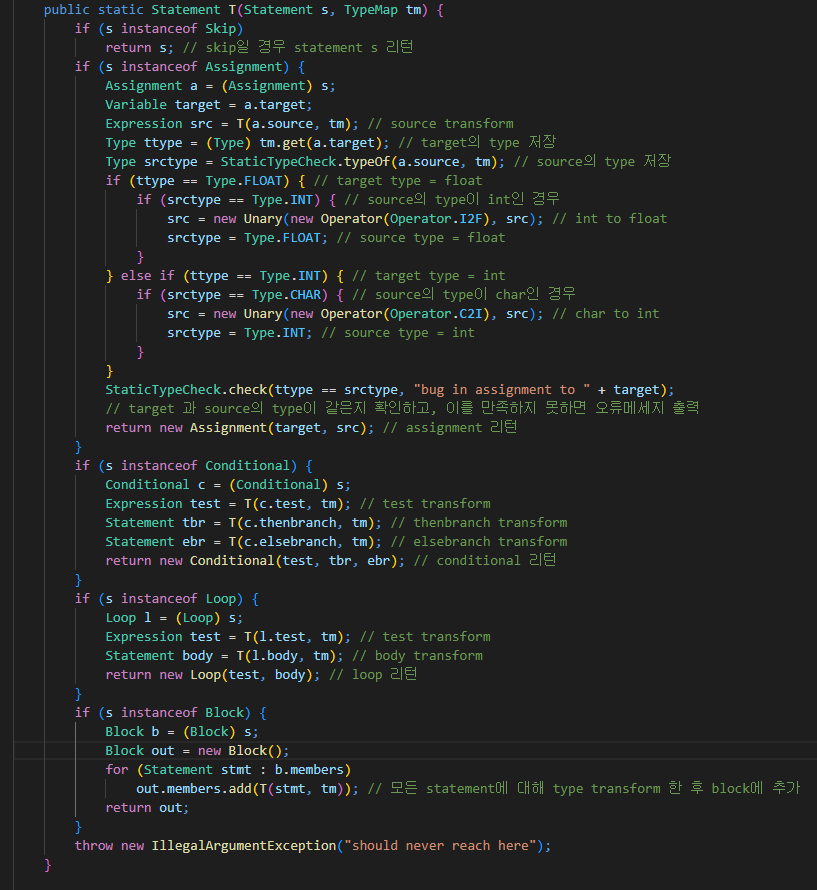 public static Statement T(Statement s, TypeMap tm) {
if (s instanceof Skip)
return s; // skip일 경우 statement s 리턴
if (s instanceof Assignment) {
Assignment a = (Assignment) s;
Variable target = a.target;
Expression src = T(a.source, tm); // source transform
Type ttype = (Type) tm.get(a.target); // target의 type 저장
Type srctype = StaticTypeCheck.typeOf(a.source, tm); // source의 type 저장
if (ttype == Type.FLOAT) { // target type = float
if (srctype == Type.INT) { // source의 type이 int인 경우
src = new Unary(new Operator(Operator.I2F), src); // int to float
srctype = Type.FLOAT; // source type = float
}
} else if (ttype == Type.INT) { // target type = int
if (srctype == Type.CHAR) { // source의 type이 char인 경우
src = new Unary(new Operator(Operator.C2I), src); // char to int
srctype = Type.INT; // source type = int
}
}
StaticTypeCheck.check(ttype == srctype, "bug in assignment to " + target);
// target 과 source의 type이 같은지 확인하고, 이를 만족하지 못하면 오류메세지 출력
return new Assignment(target, src); // assignment 리턴
}
if (s instanceof Conditional) {
Conditional c = (Conditional) s;
Expression test = T(c.test, tm); // test transform
Statement tbr = T(c.thenbranch, tm); // thenbranch transform
Statement ebr = T(c.elsebranch, tm); // elsebranch transform
return new Conditional(test, tbr, ebr); // conditional 리턴
}
if (s instanceof Loop) {
Loop l = (Loop) s;
Expression test = T(l.test, tm); // test transform
Statement body = T(l.body, tm); // body transform
return new Loop(test, body); // loop 리턴
}
if (s instanceof Block) {
Block b = (Block) s;
Block out = new Block();
for (Statement stmt : b.members)
out.members.add(T(stmt, tm)); // 모든 statement에 대해 type transform 한 후 block에 추가
return out;
}
throw new IllegalArgumentException("should never reach here");
}